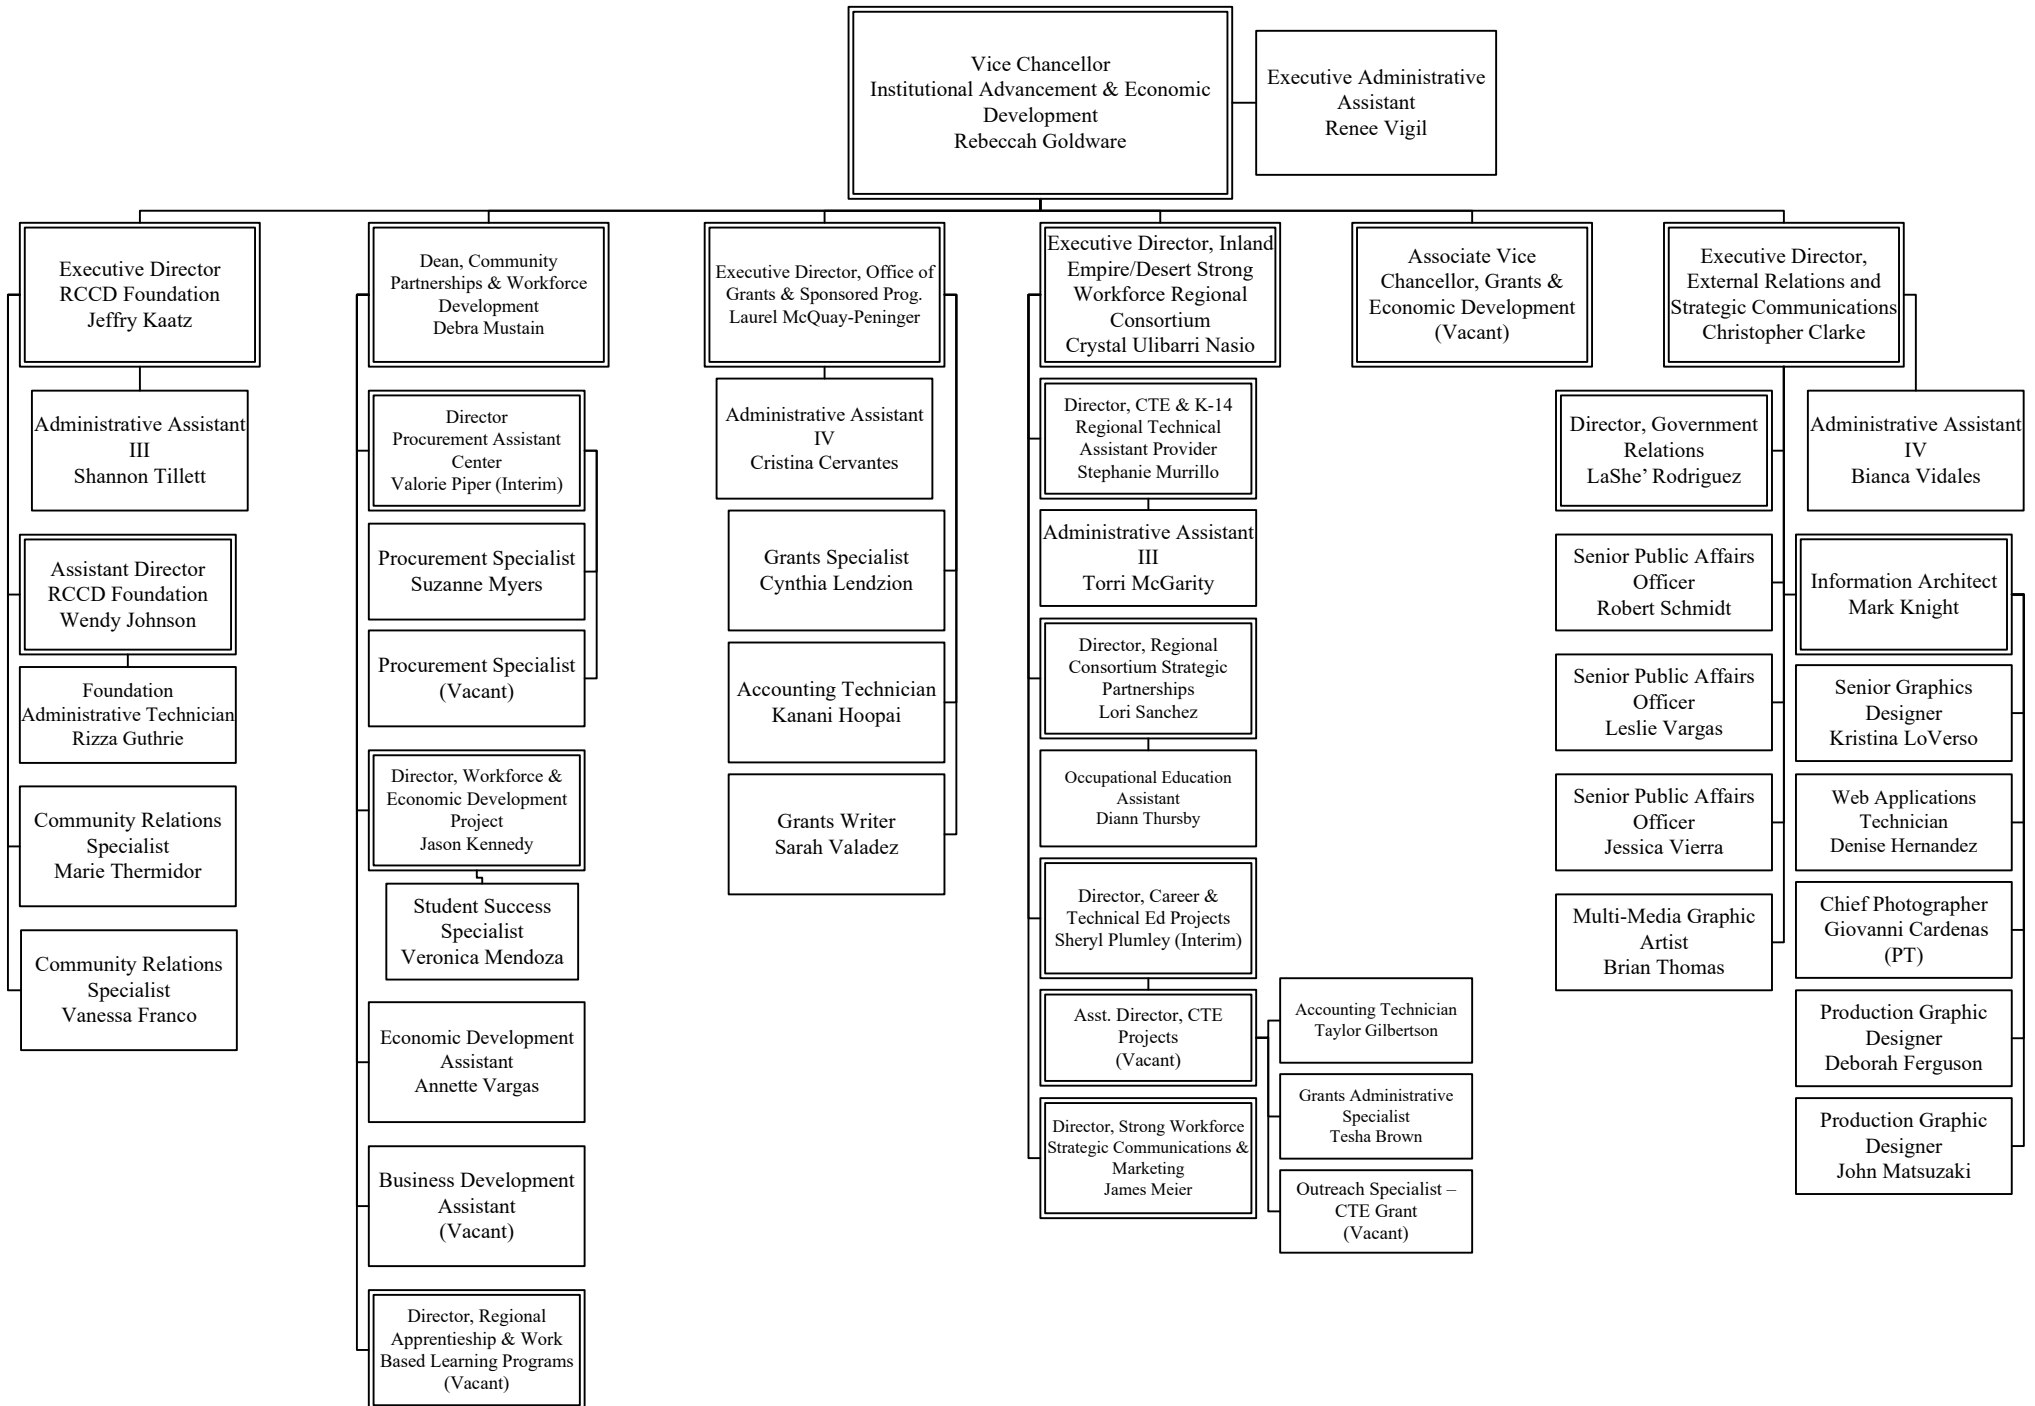 Vice Chancellor
Institutional Advancement & Economic
Development
Rebeccah Goldware
Executive Administrative
Assistant
Renee Vigil
Executive Director
RCCD Foundation
Jeffry Kaatz
Administrative Assistant
III
Shannon Tillett
Assistant Director
RCCD Foundation
Wendy Johnson
Foundation
Administrative Technician
Rizza Guthrie
Community Relations
Specialist
Marie Thermidor
Community Relations
Specialist
Vanessa Franco
Dean, Community
Partnerships & Workforce
Development
Debra Mustain
Director
Procurement Assistant
Center
Valorie Piper (Interim)
Procurement Specialist
Suzanne Myers
Procurement Specialist
(Vacant)
Director, Workforce &
Economic Development
Project
Jason Kennedy
Student Success
Specialist
Veronica Mendoza
Economic Development
Assistant
Annette Vargas
Business Development
Assistant
(Vacant)
Director, Regional
Apprentieship & Work
Based Learning Programs
(Vacant)
Executive Director, Office of
Grants & Sponsored Prog.
Laurel McQuay-Peninger
Administrative Assistant
IV
Cristina Cervantes
Grants Specialist
Cynthia Lendzion
Accounting Technician
Kanani Hoopai
Grants Writer
Sarah Valadez
Executive Director, Inland
Empire/Desert Strong
Workforce Regional
Consortium
Crystal Ulibarri Nasio
Director, CTE & K-14
Regional Technical
Assistant Provider
Stephanie Murrillo
Administrative Assistant
III
Torri McGarity
Director, Regional
Consortium Strategic
Partnerships
Lori Sanchez
Occupational Education
Assistant
Diann Thursby
Director, Career &
Technical Ed Projects
Sheryl Plumley (Interim)
Asst. Director, CTE
Projects
(Vacant)
Accounting Technician
Taylor Gilbertson
Grants Administrative
Specialist
Tesha Brown
Outreach Specialist –
CTE Grant
(Vacant)
Director, Strong Workforce
Strategic Communications &
Marketing
James Meier
Associate Vice
Chancellor, Grants &
Economic Development
(Vacant)
Executive Director,
External Relations and
Strategic Communications
Christopher Clarke
Director, Government
Relations
LaShe’ Rodriguez
Administrative Assistant
IV
Bianca Vidales
Senior Public Affairs
Officer
Robert Schmidt
Senior Public Affairs
Officer
Leslie Vargas
Senior Public Affairs
Officer
Jessica Vierra
Multi-Media Graphic
Artist
Brian Thomas
Information Architect
Mark Knight
Senior Graphics
Designer
Kristina LoVerso
Web Applications
Technician
Denise Hernandez
Chief Photographer
Giovanni Cardenas
(PT)
Production Graphic
Designer
Deborah Ferguson
Production Graphic
Designer
John Matsuzaki